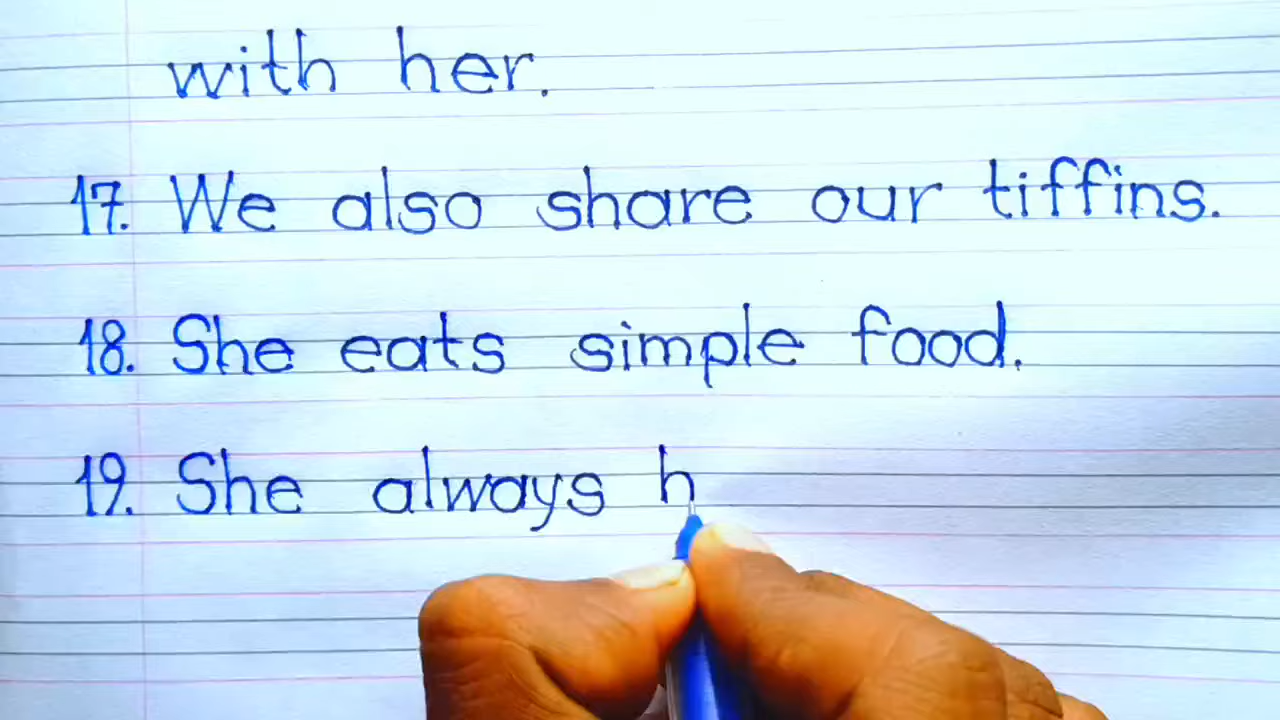 with her.
17. We also share our tiffins.
18. She eats simple food.
19. She always h